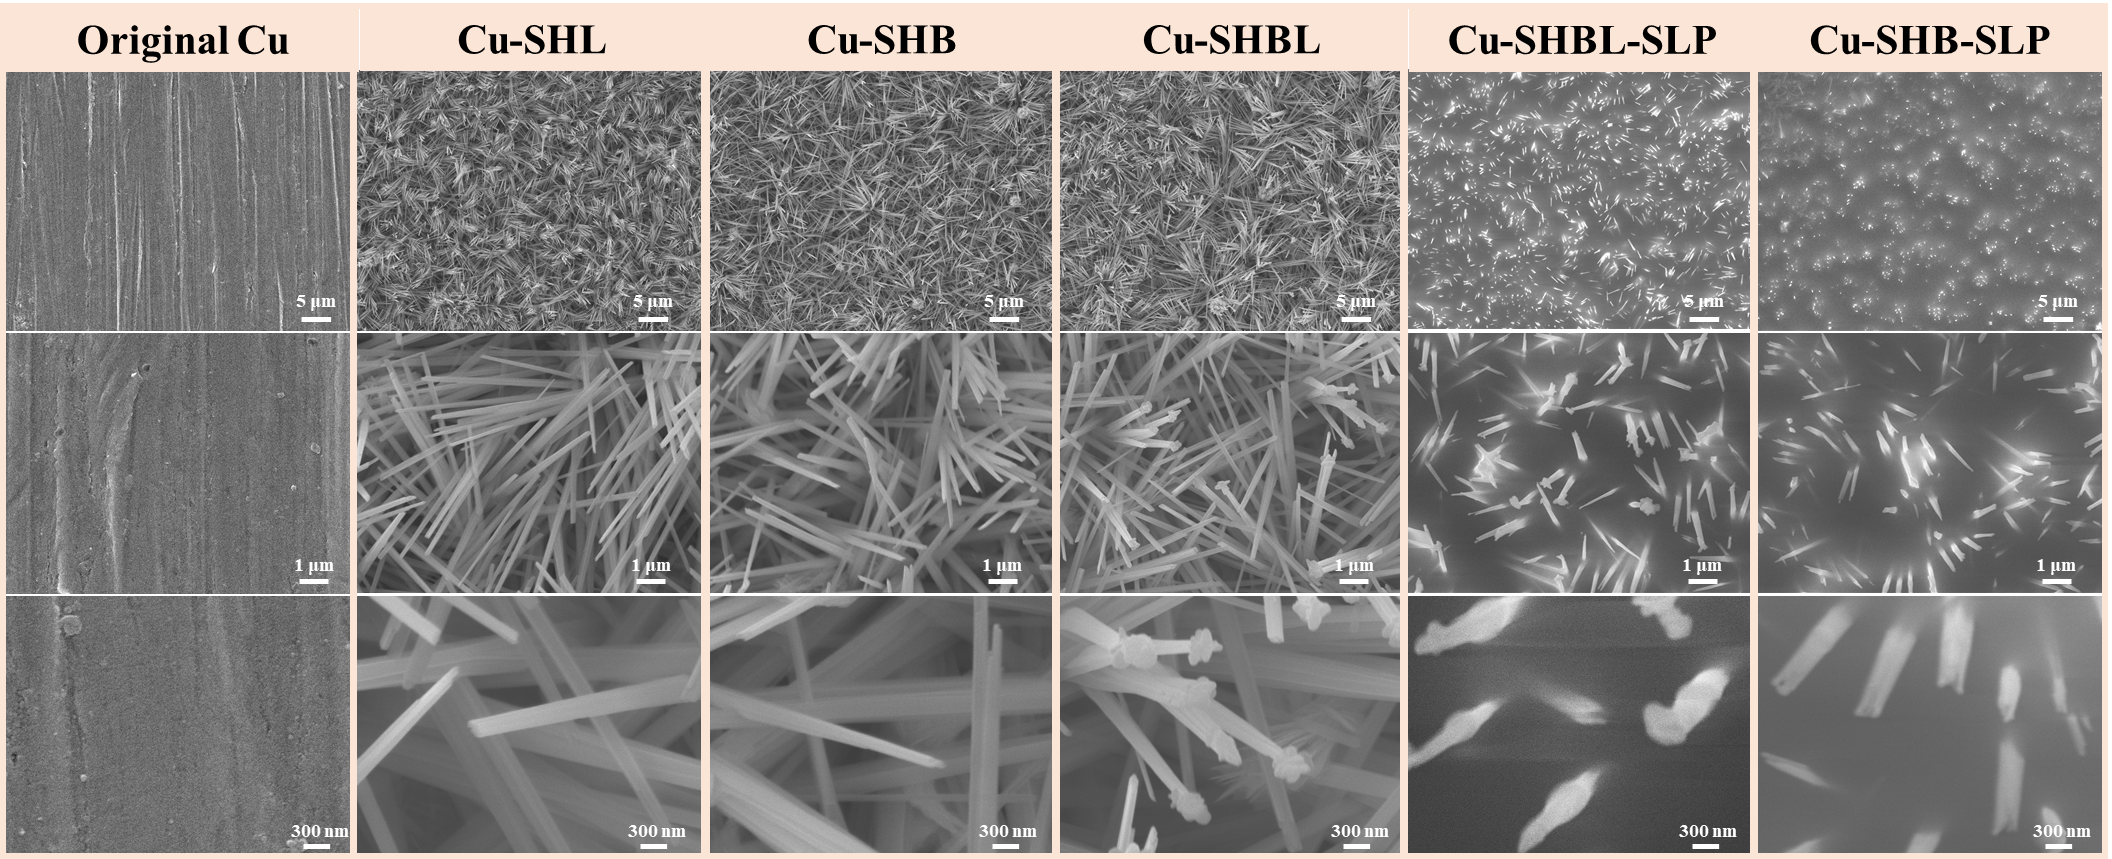 Original Cu
Cu-SHL
Cu-SHB
Cu-SHBL
Cu-SHBL-SLP
Cu-SHB-SLP
5 μm
5 μm
5 μm
5 μm
5 μm
5 μm
1 μm
1 μm
1 μm
1 μm
1 μm
1 μm
300 nm
300 nm
300 nm
300 nm
300 nm
300 nm